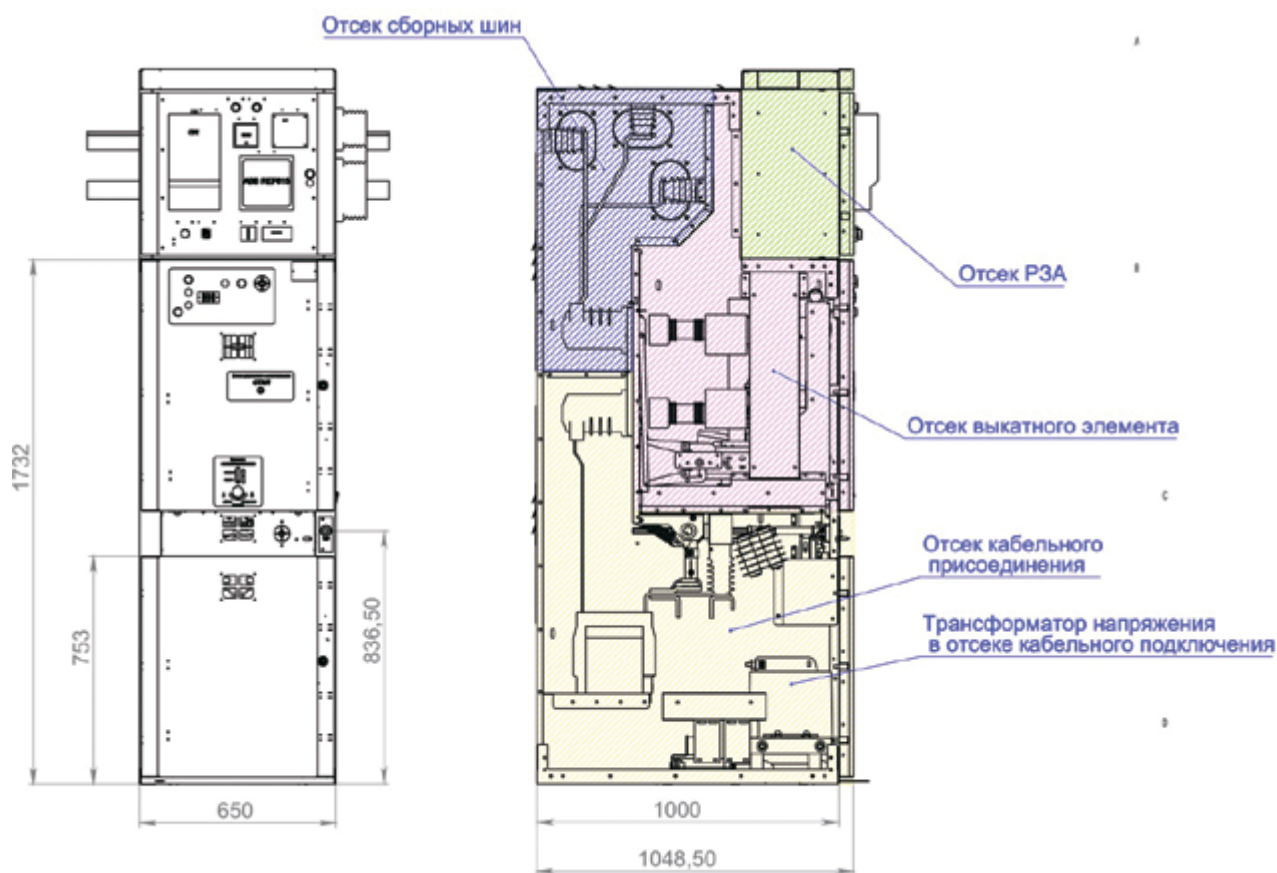 Отсек сборных шин
Отсек РЗА
Отсек выкатного элемента
Отсек кабельного
присоединения
Трансформатор напряжения
в отсеке кабельного подключения
1732
753
836,50
650
1000
1048,50
A
B
C
D